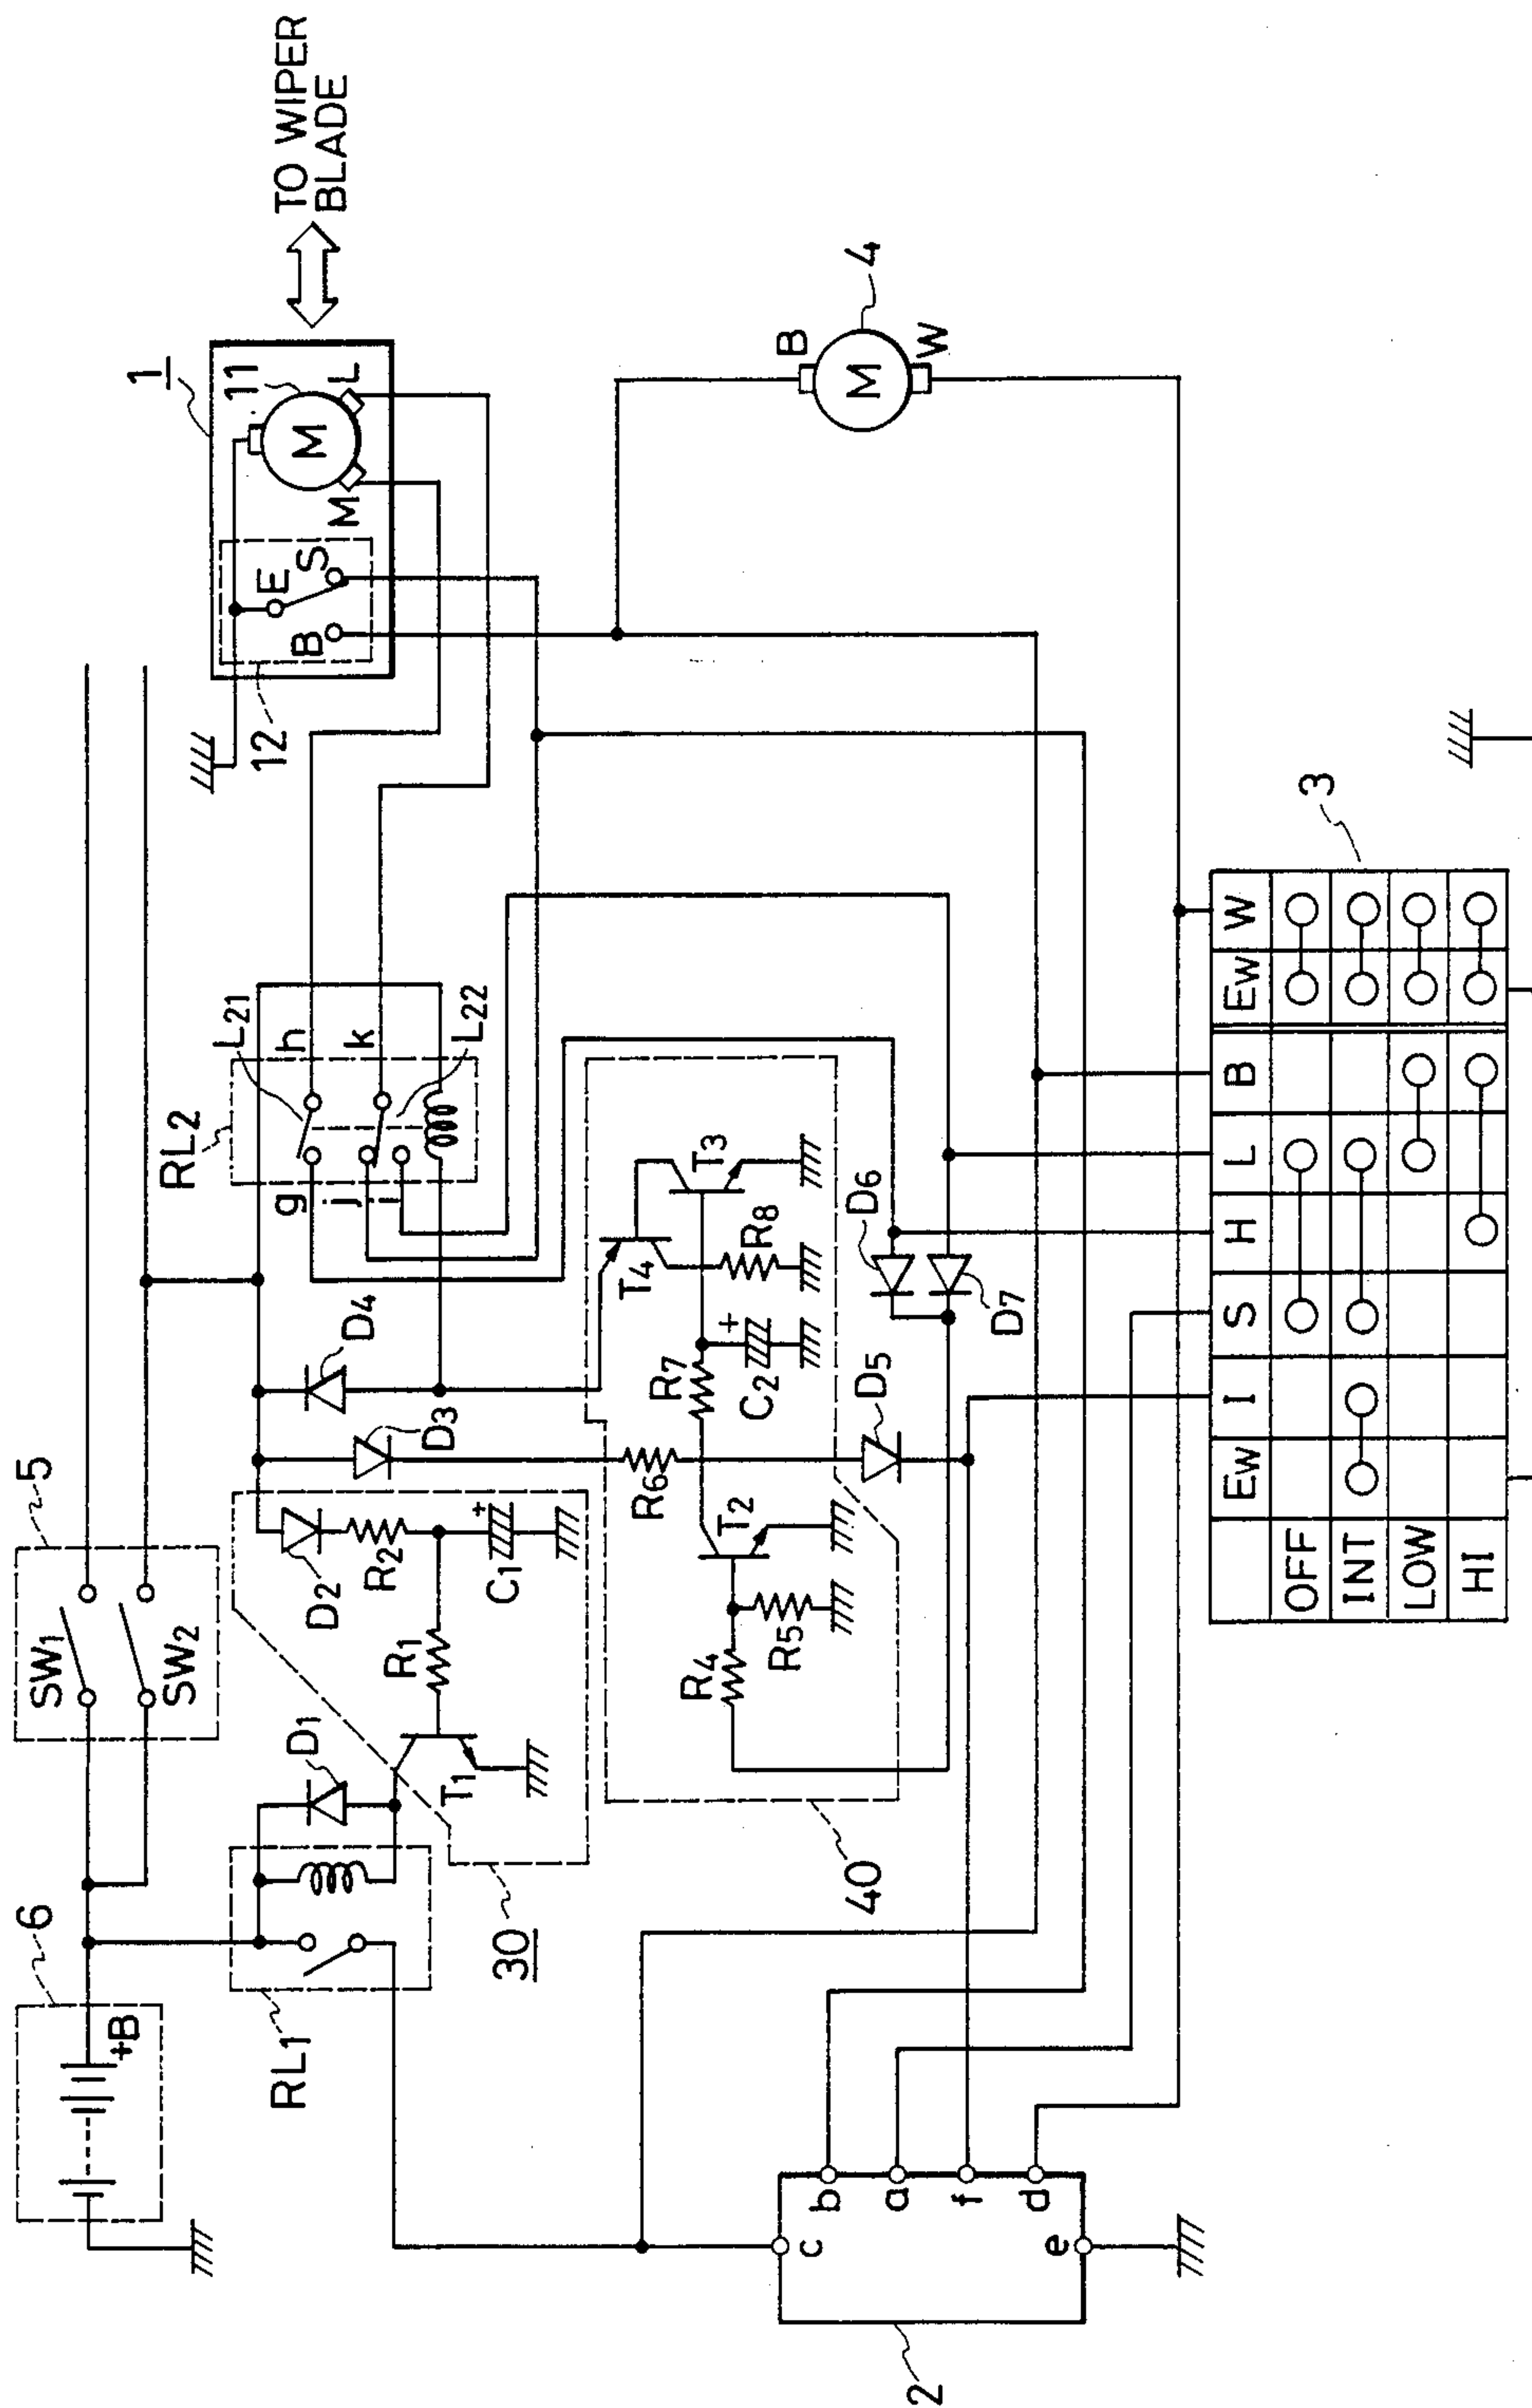 6
+B
5
SW1
SW2
RL1
D1
T1
R1
D2
R2
C1
30
D3
D4
RL2
L21
L22
g
h
j
k
1
11
M
L
M
12
E
S
B
TO WIPER
BLADE
40
R4
R5
T2
R6
R7
C2
T4
T3
R8
D5
D6
D7
4
B
M
W
2
b
a
f
d
c
e
3
Ew I S H L B Ew W
OFF
INT
LOW
HI